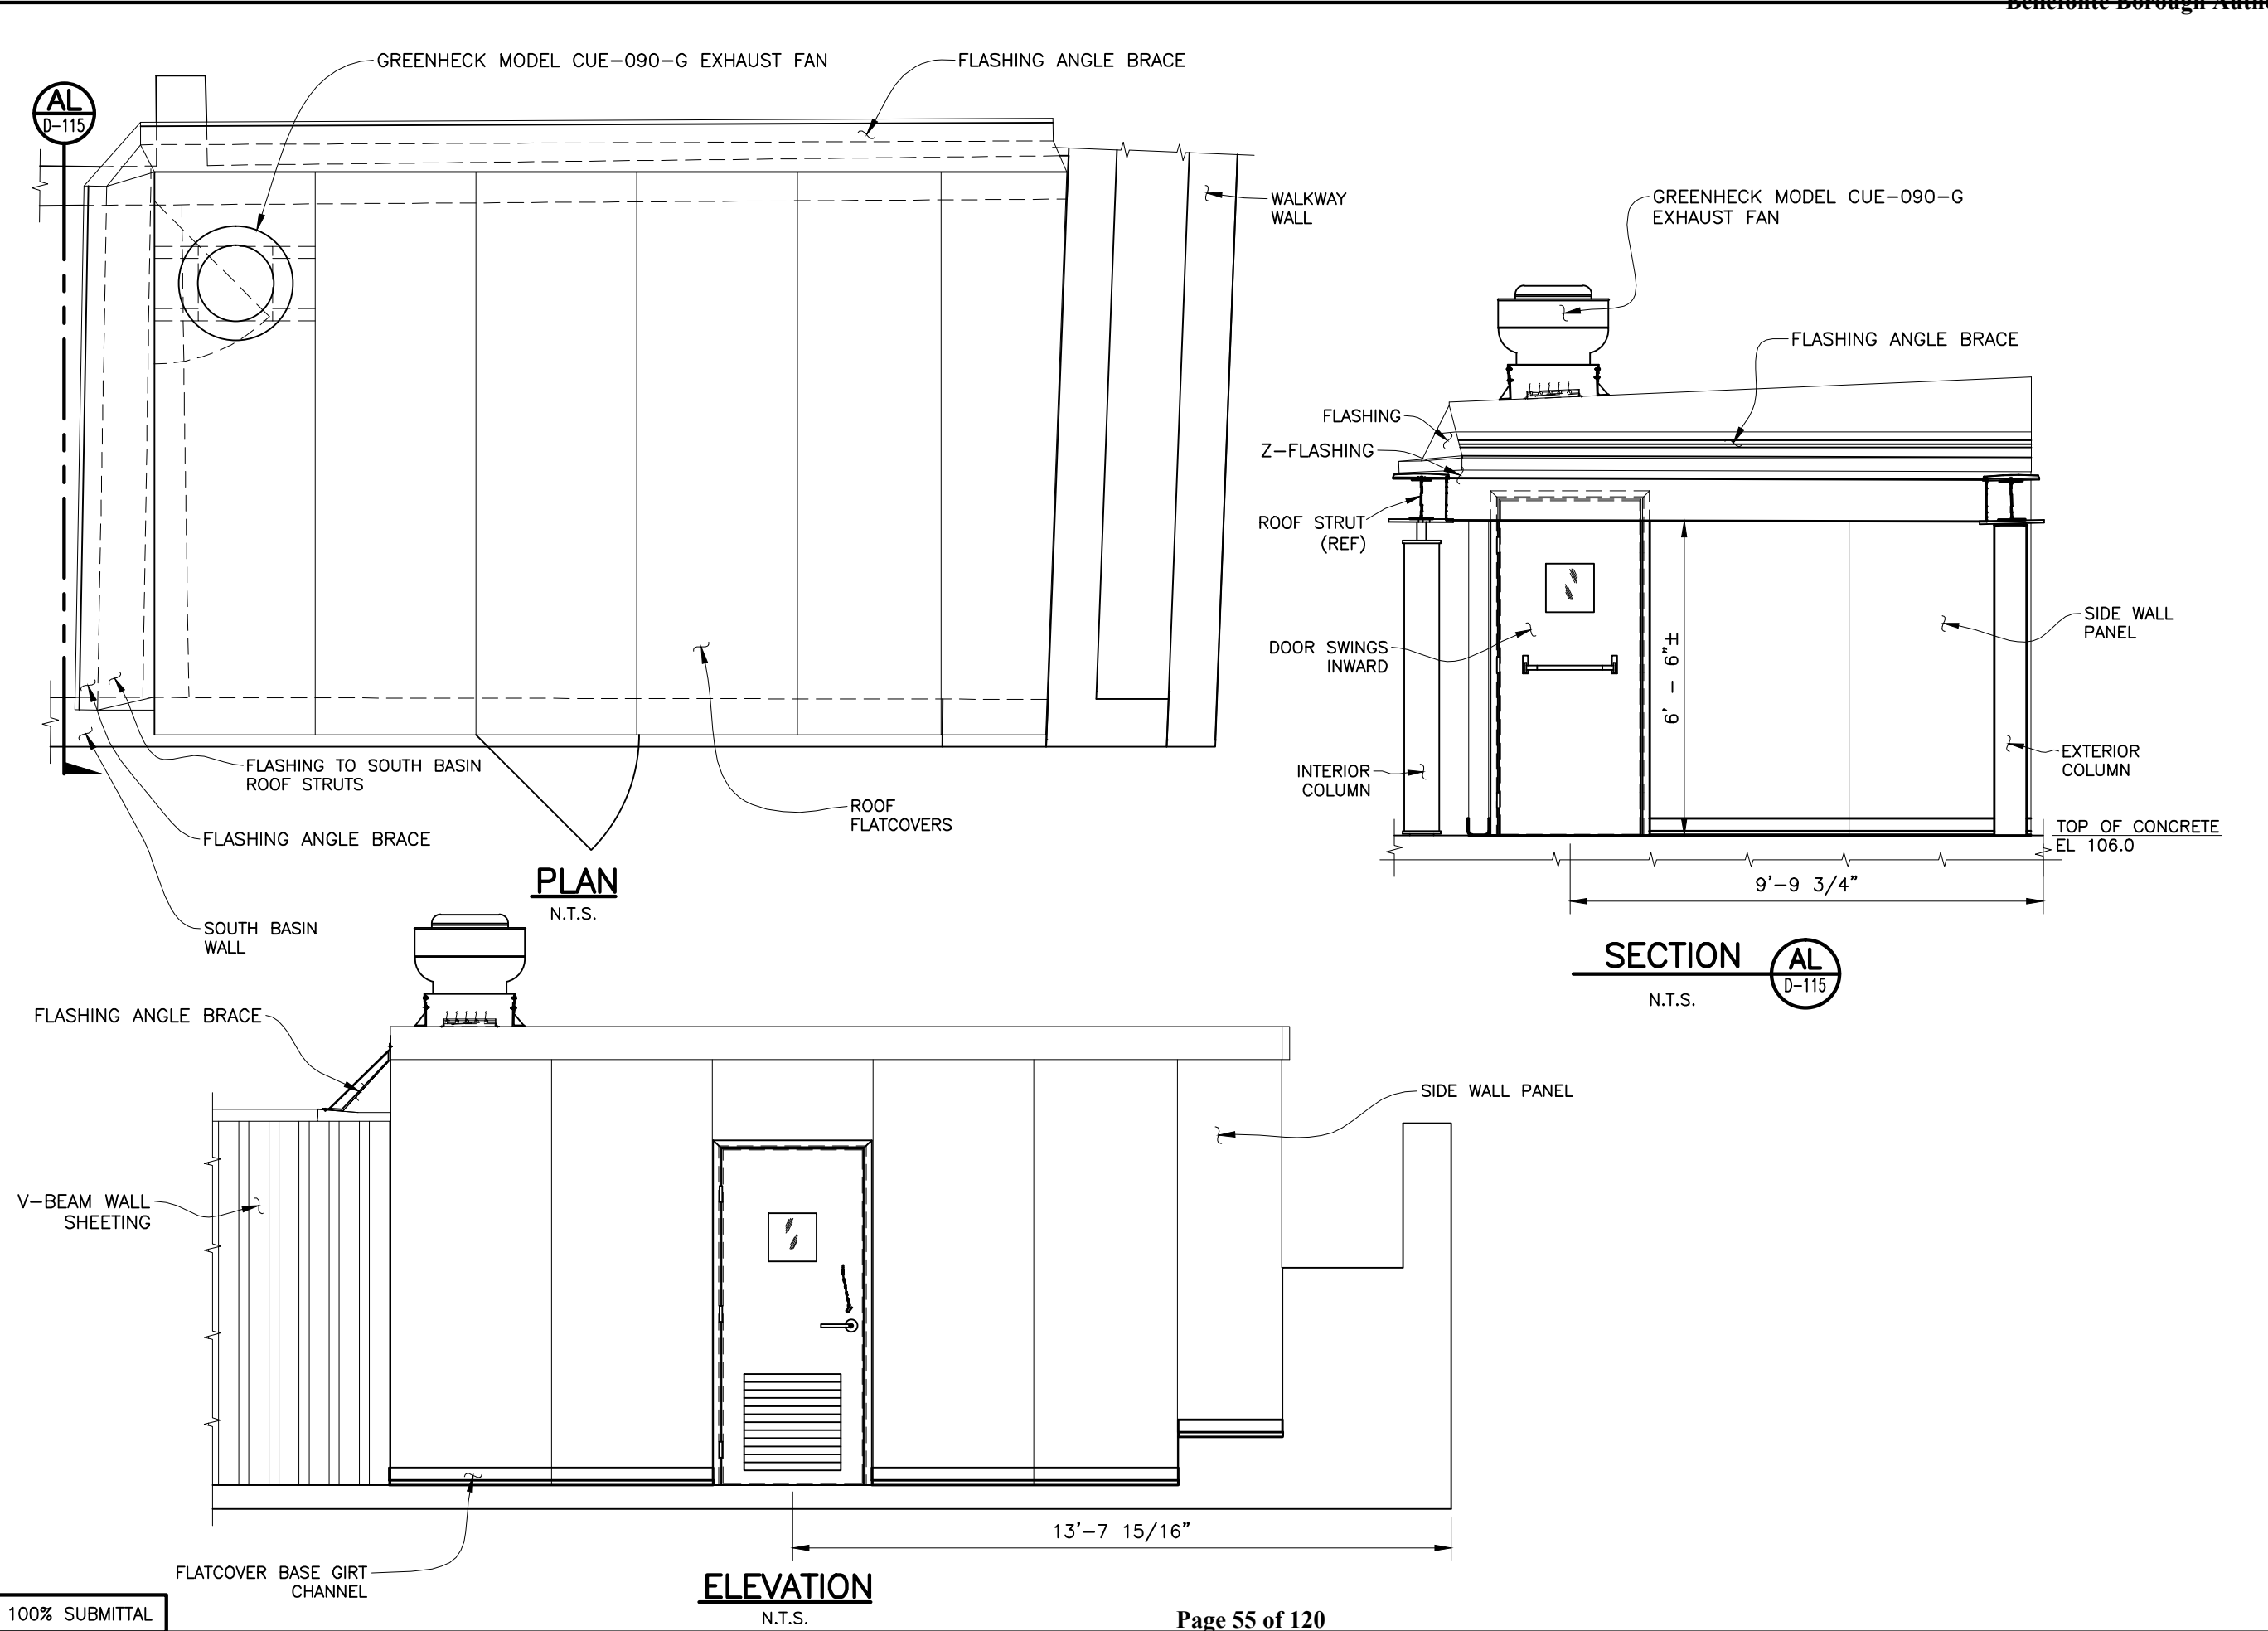 GREENHECK MODEL CUE-090-G EXHAUST FAN
FLASHING ANGLE BRACE
AL
D-115
WALKWAY
WALL
FLASHING TO SOUTH BASIN
ROOF STRUTS
FLASHING ANGLE BRACE
SOUTH BASIN
WALL
ROOF
FLATCOVERS
PLAN
N.T.S.
GREENHECK MODEL CUE-090-G
EXHAUST FAN
FLASHING ANGLE BRACE
FLASHING
Z-FLASHING
ROOF STRUT
(REF)
DOOR SWINGS
INWARD
6' - 6"±
SIDE WALL
PANEL
INTERIOR
COLUMN
EXTERIOR
COLUMN
TOP OF CONCRETE
EL 106.0
9'-9 3/4"
SECTION
AL
D-115
N.T.S.
FLASHING ANGLE BRACE
SIDE WALL PANEL
V-BEAM WALL
SHEETING
13'-7 15/16"
FLATCOVER BASE GIRT
CHANNEL
ELEVATION
N.T.S.
100% SUBMITTAL
Page 55 of 120